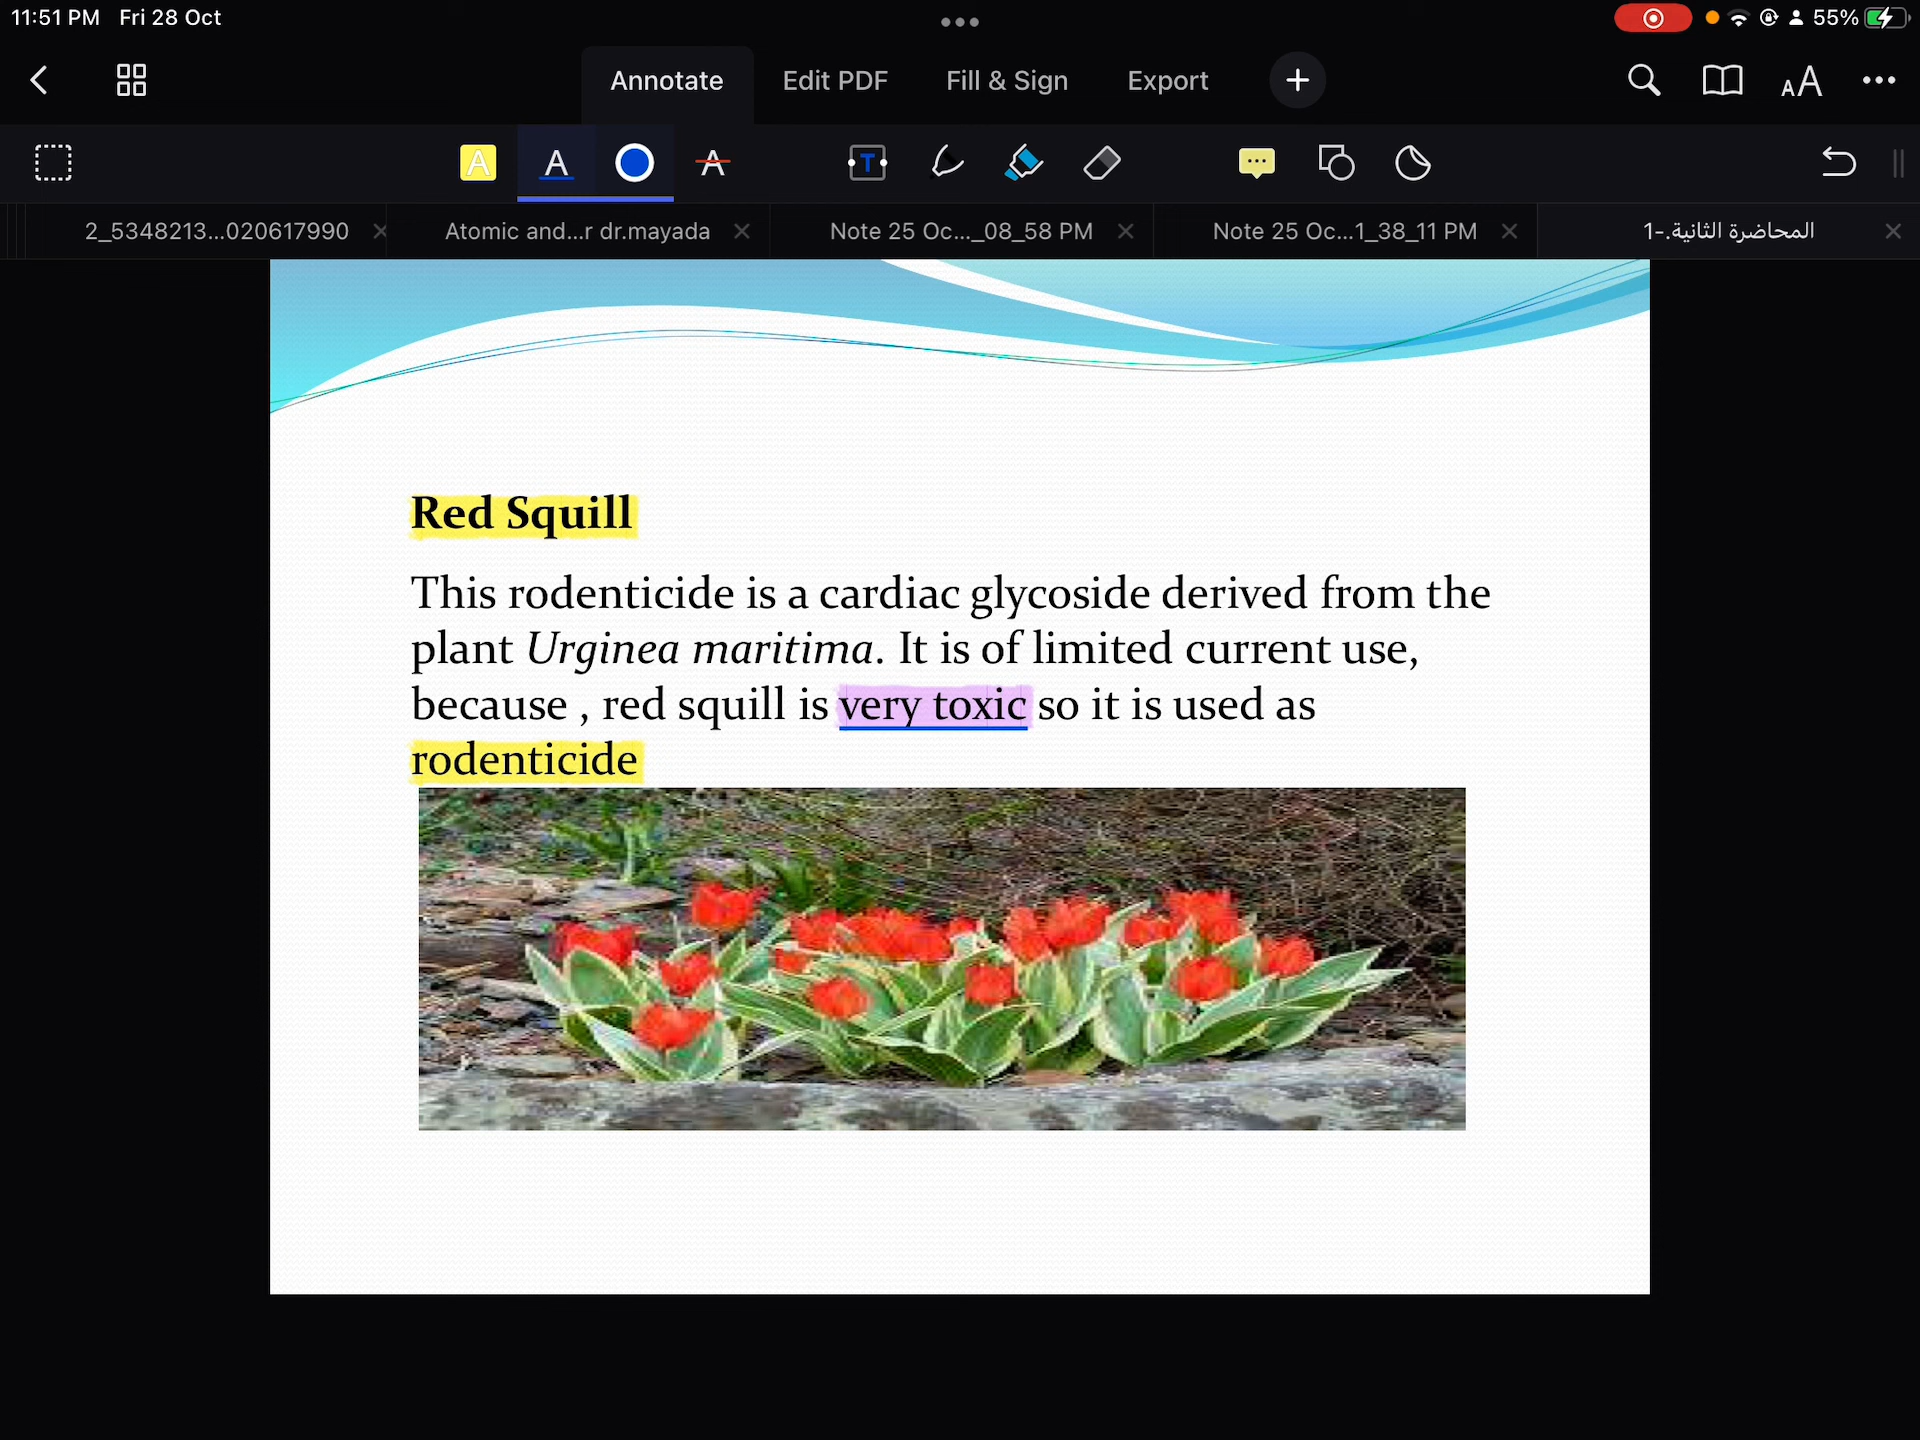 11:51 PM Fri 28 Oct
55%
Annotate Edit PDF Fill & Sign Export
AA
A A A T
2_5348213...020617990 Atomic and...r dr.mayada Note 25 Oc..._08_58 PM Note 25 Oc...1_38_11 PM المحاضرة الثانية.-1
Red Squill
This rodenticide is a cardiac glycoside derived from the
plant Urginea maritima. It is of limited current use,
because , red squill is very toxic so it is used as
rodenticide